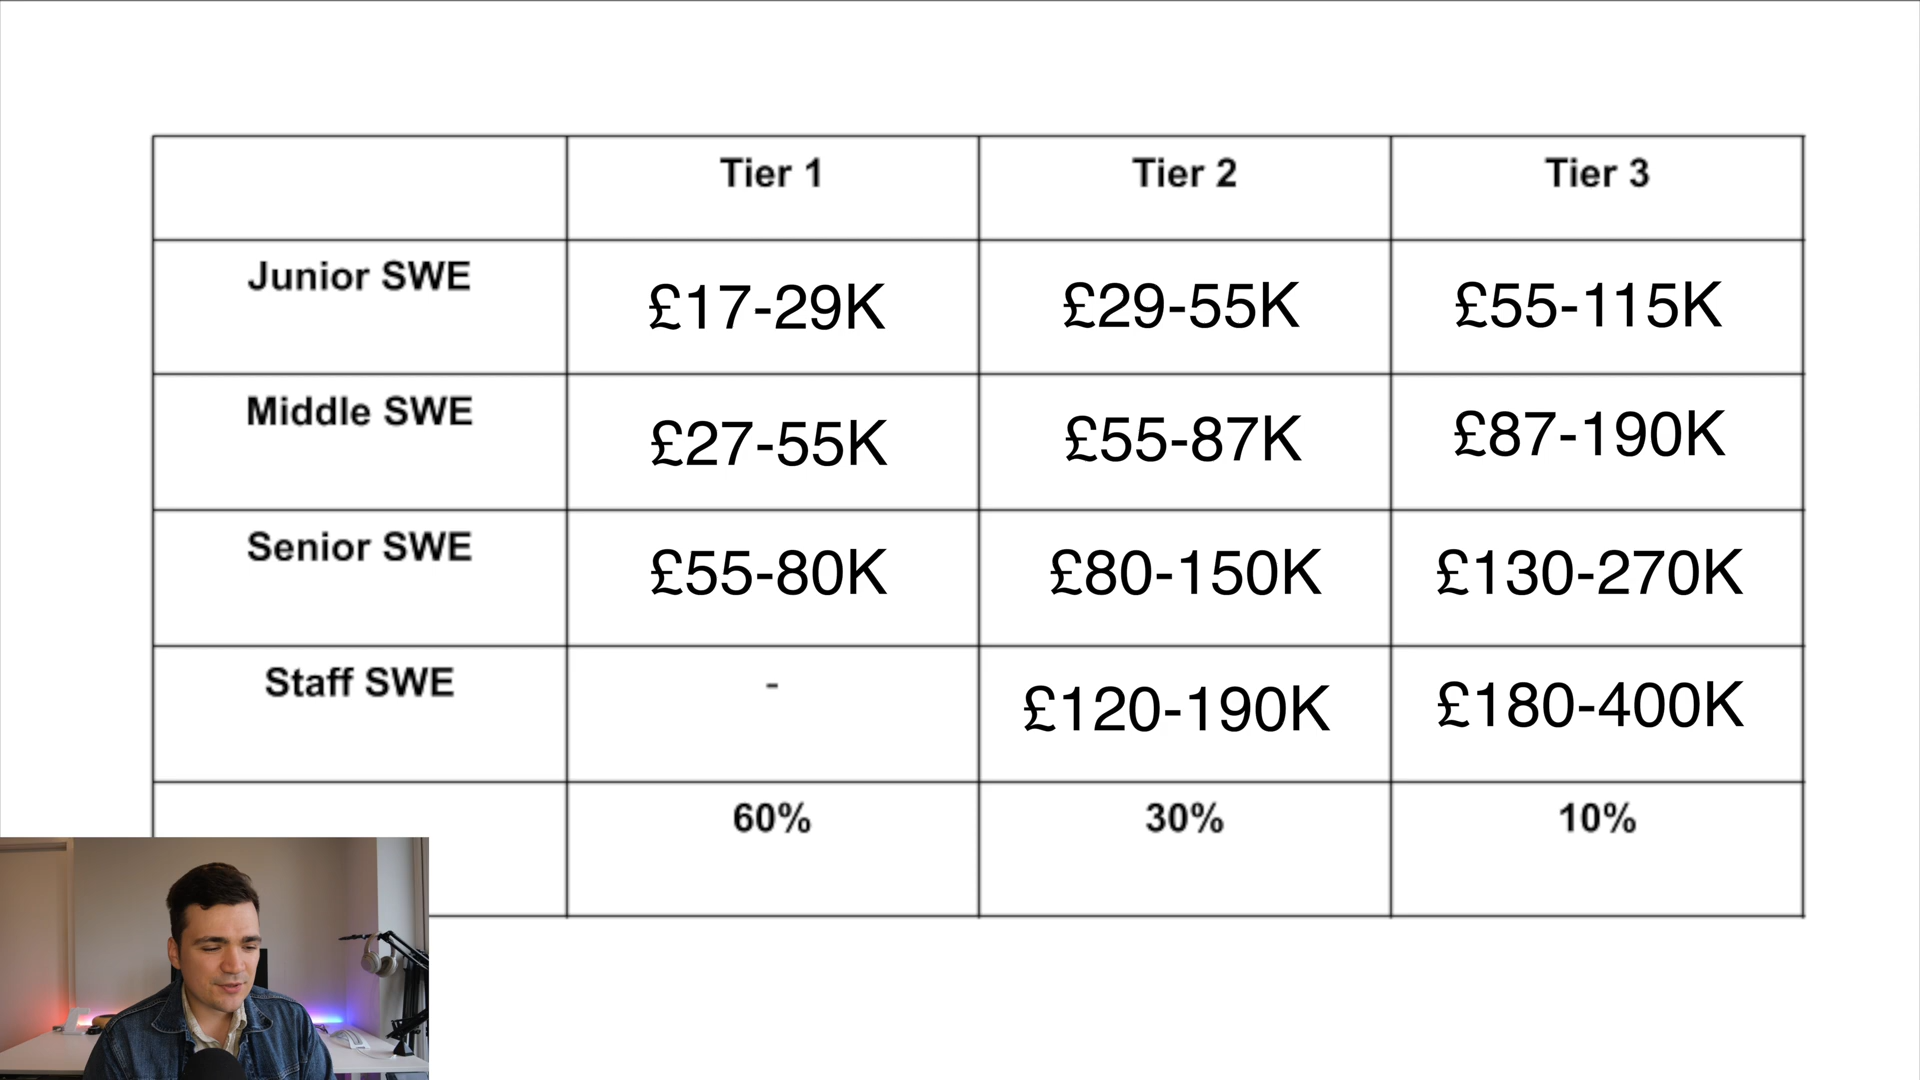 Tier 1 Tier 2 Tier 3
Junior SWE £17-29K £29-55K £55-115K
Middle SWE £27-55K £55-87K £87-190K
Senior SWE £55-80K £80-150K £130-270K
Staff SWE - £120-190K £180-400K
60% 30% 10%